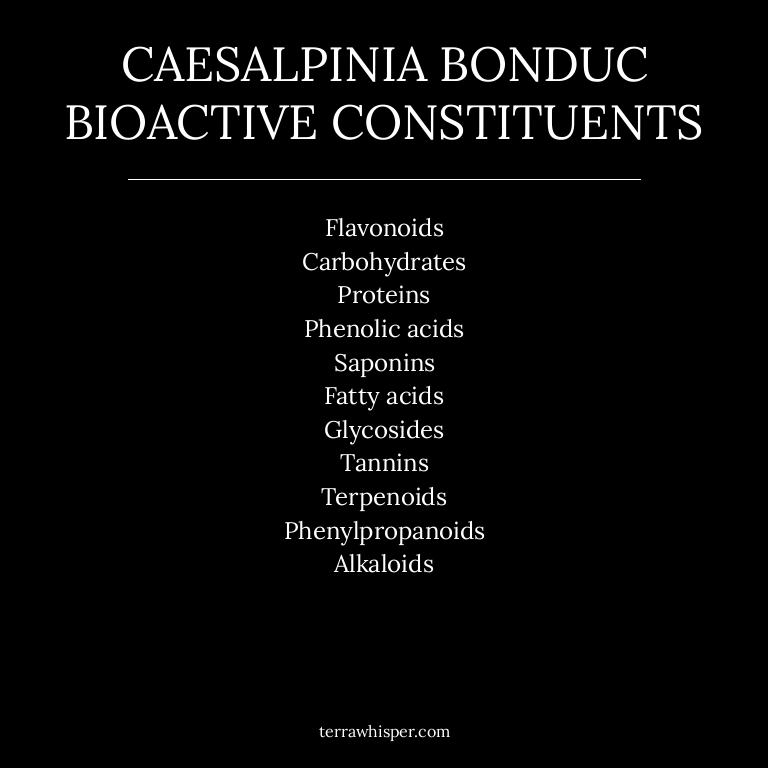 CAESALPINIA BONDUC
BIOACTIVE CONSTITUENTS
Flavonoids
Carbohydrates
Proteins
Phenolic acids
Saponins
Fatty acids
Glycosides
Tannins
Terpenoids
Phenylpropanoids
Alkaloids
terrawhisper.com